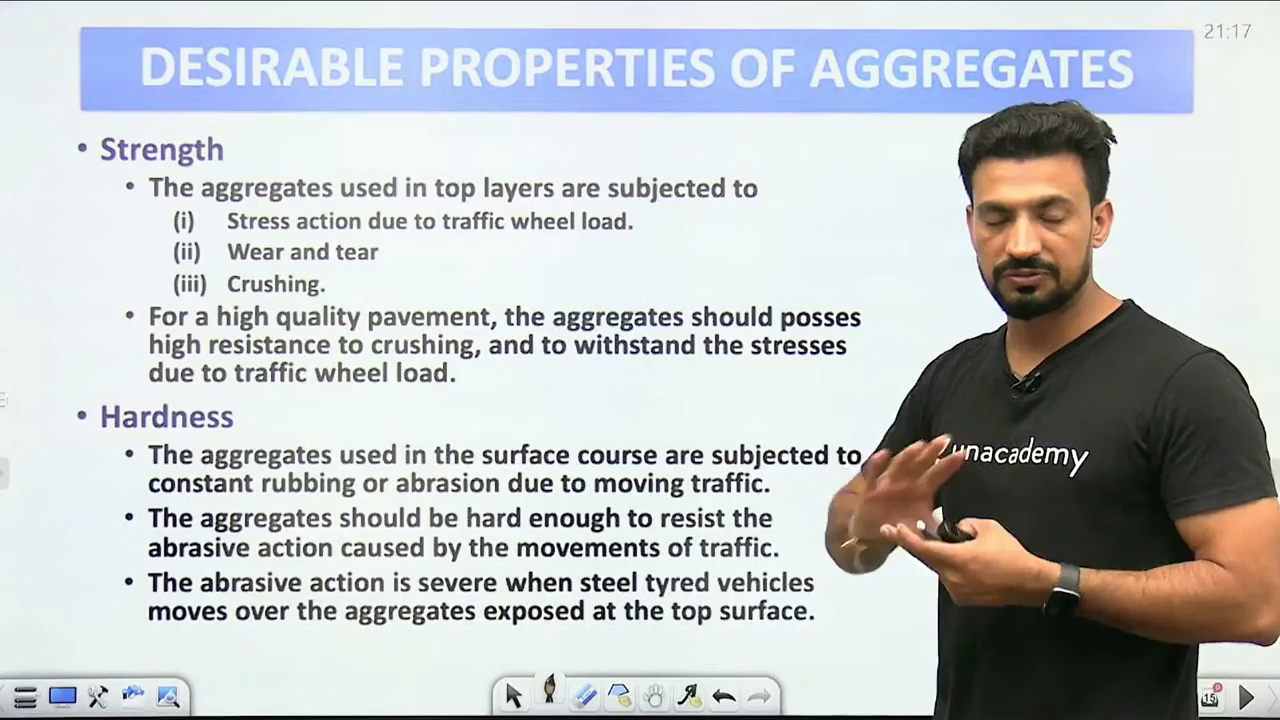 21:17
DESIRABLE PROPERTIES OF AGGREGATES
• Strength
• The aggregates used in top layers are subjected to
(i) Stress action due to traffic wheel load.
(ii) Wear and tear
(iii) Crushing.
• For a high quality pavement, the aggregates should posses
high resistance to crushing, and to withstand the stresses
due to traffic wheel load.
• Hardness
• The aggregates used in the surface course are subjected to
constant rubbing or abrasion due to moving traffic.
• The aggregates should be hard enough to resist the
abrasive action caused by the movements of traffic.
• The abrasive action is severe when steel tyred vehicles
moves over the aggregates exposed at the top surface.
unacademy
15